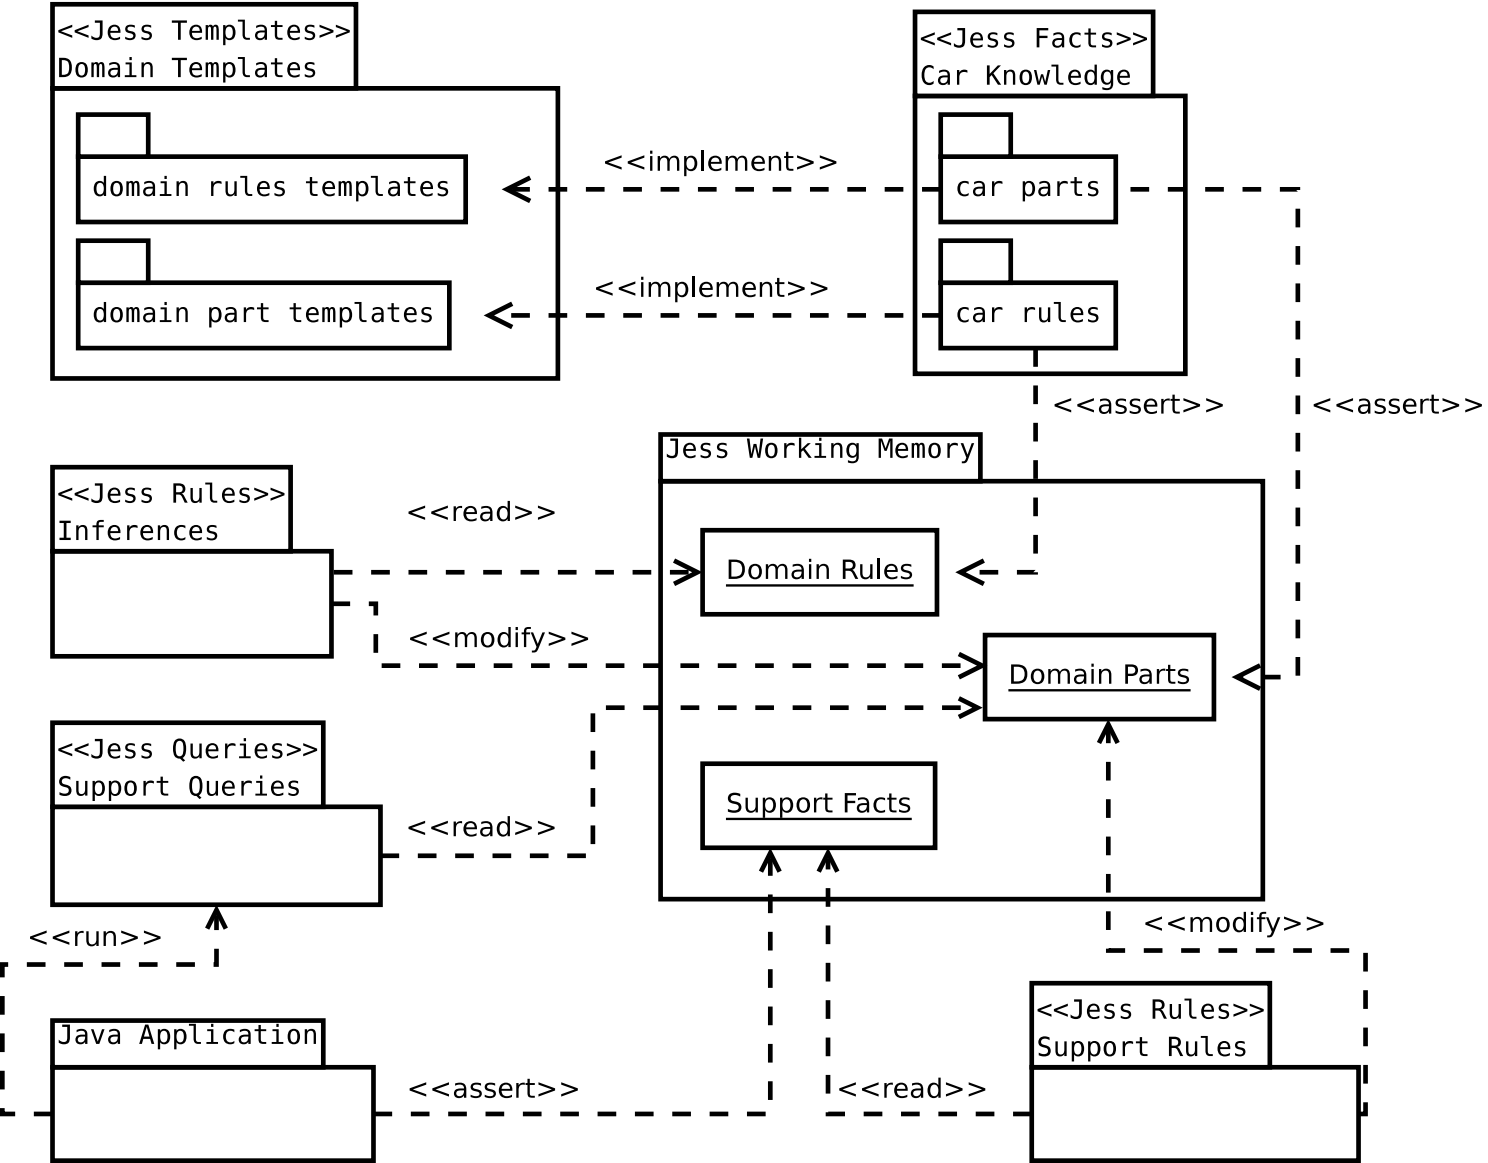 <<Jess Templates>>
Domain Templates
<<Jess Facts>>
Car Knowledge
<<implement>>
domain rules templates
car parts
<<implement>>
domain part templates
car rules
<<assert>>
<<assert>>
Jess Working Memory
<<Jess Rules>>
Inferences
<<read>>
Domain Rules
<<modify>>
Domain Parts
<<Jess Queries>>
Support Queries
Support Facts
<<read>>
<<modify>>
<<run>>
<<Jess Rules>>
Support Rules
Java Application
<<assert>>
<<read>>